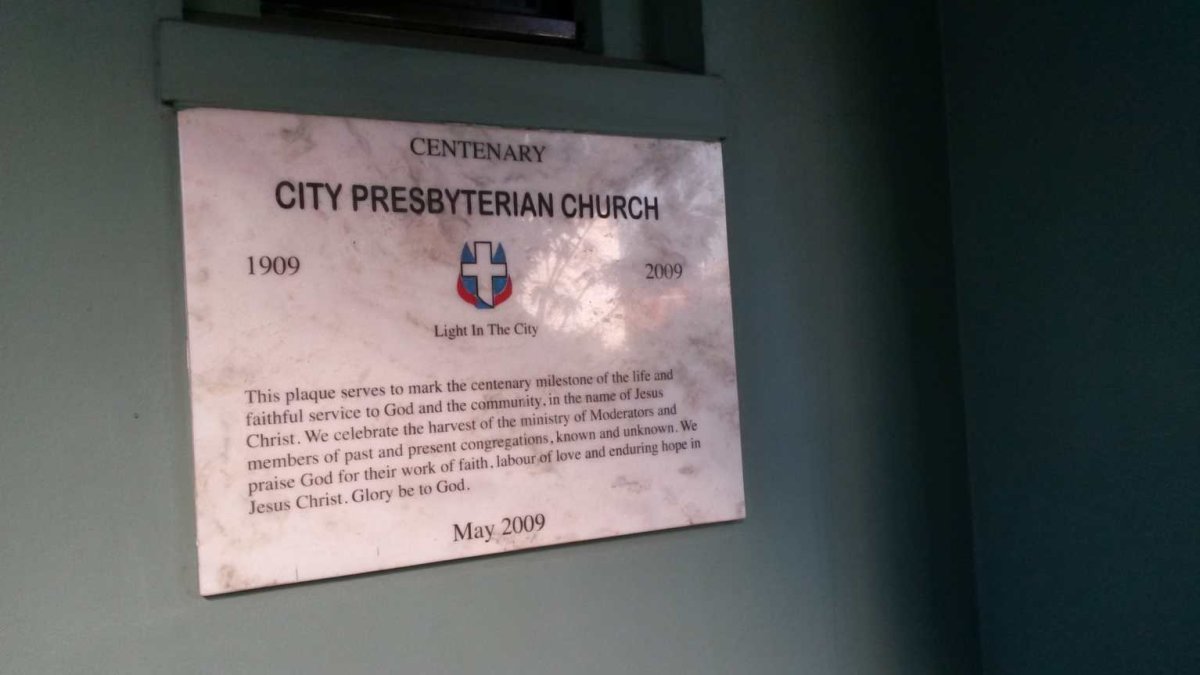 CENTENARY
CITY PRESBYTERIAN CHURCH
1909 2009
Light In The City
This plaque serves to mark the centenary milestone of the life and
faithful service to God and the community, in the name of Jesus
Christ. We celebrate the harvest of the ministry of Moderators and
members of past and present congregations, known and unknown. We
praise God for their work of faith, labour of love and enduring hope in
Jesus Christ. Glory be to God.
May 2009